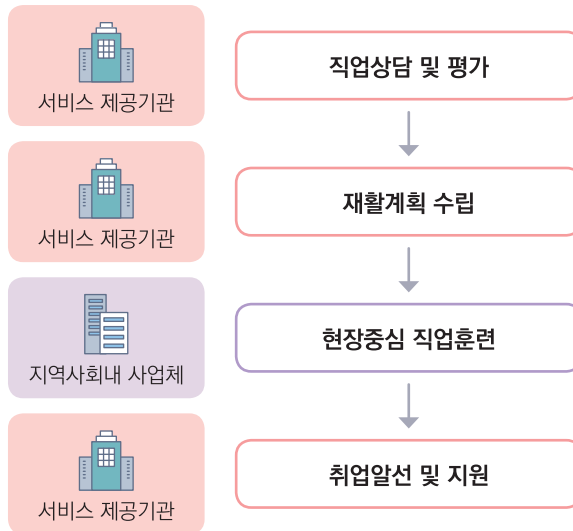 서비스 제공기관
직업상담 및 평가
서비스 제공기관
재활계획 수립
지역사회내 사업체
현장중심 직업훈련
서비스 제공기관
취업알선 및 지원